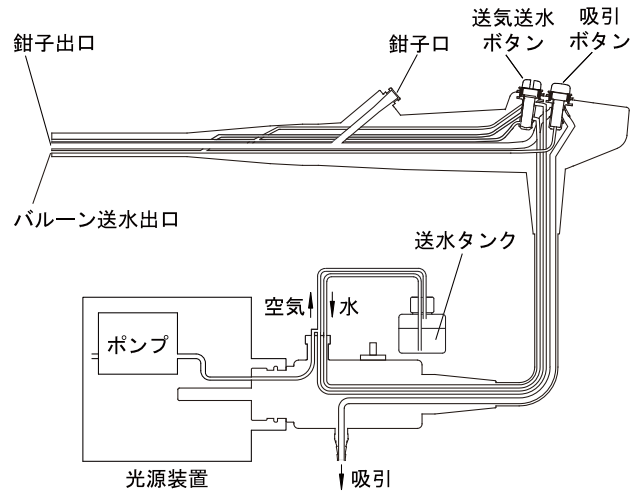 送気送水
ボタン
吸引
ボタン
鉗子出口
鉗子口
バルーン送水出口
送水タンク
空気
水
ポンプ
光源装置
吸引